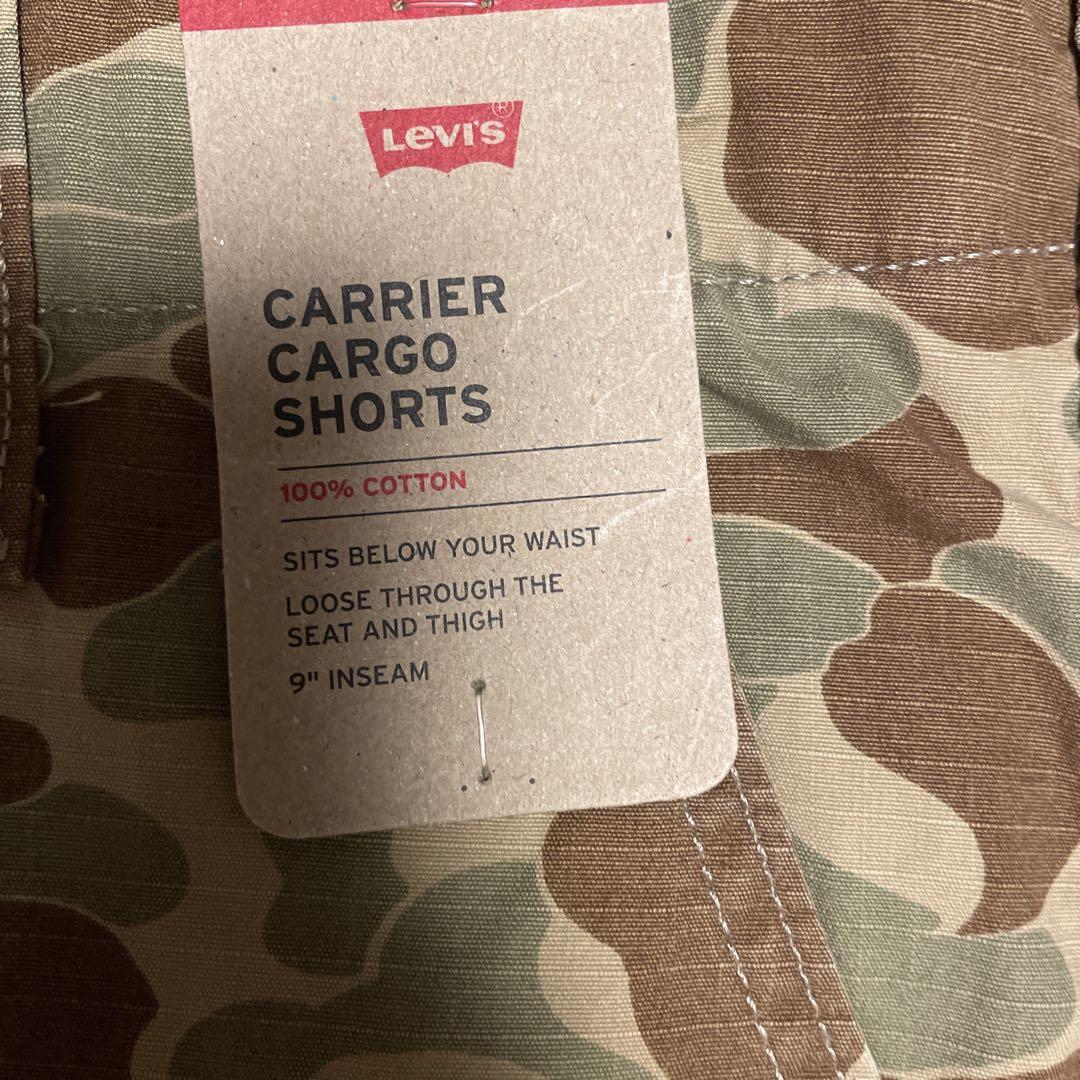 LEVI'S®
CARRIER
CARGO
SHORTS
100% COTTON
SITS BELOW YOUR WAIST
LOOSE THROUGH THE
SEAT AND THIGH
9" INSEAM